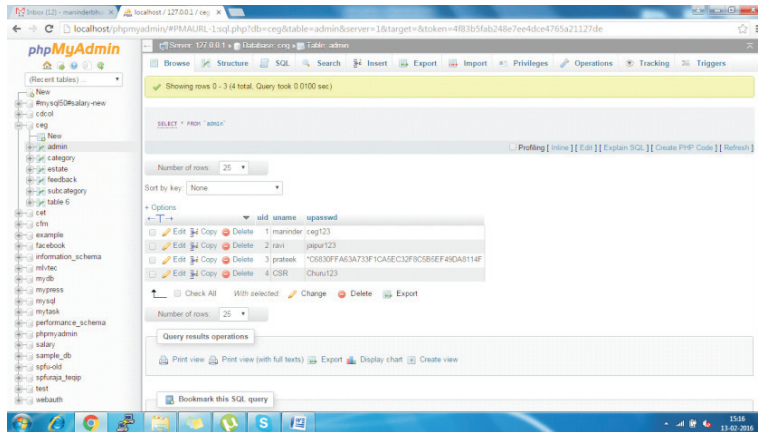 Inbox (12) - maninderbhu
localhost / 127.0.0.1 / ceg
localhost/phpmyadmin/#PMAURL-1:sql.php?db=ceg&table=admin&server=1&target=&token=4f83b5fab248e7ee4dce4765a21127de
phpMyAdmin
(Recent tables) ...
New
#mysql50#salary-new
cdcol
ceg
New
admin
category
estate
feedback
subcategory
table 6
cet
cfm
example
facebook
information_schema
mlvtec
mydb
mypress
mysql
mytask
performance_schema
phpmyadmin
salary
sample_db
spfu-old
spfuraja_teqip
test
webauth
Server: 127.0.0.1 » Database: ceg » Table: admin
Browse Structure SQL Search Insert Export Import Privileges Operations Tracking Triggers
Showing rows 0 - 3 (4 total, Query took 0.0100 sec)
SELECT * FROM `admin`
Profiling [ Inline ] [ Edit ] [ Explain SQL ] [ Create PHP Code ] [ Refresh ]
Number of rows: 25
Sort by key: None
+ Options
←T→ uid uname upasswd
Edit Copy Delete 1 maninder ceg123
Edit Copy Delete 2 ravi jaipur123
Edit Copy Delete 3 prateek
Edit Copy Delete 4 CSR Churu123
Check All With selected: Change Delete Export
Number of rows: 25
Query results operations
Print view Print view (with full texts) Export Display chart Create view
Bookmark this SQL query
15:16
13-02-2016